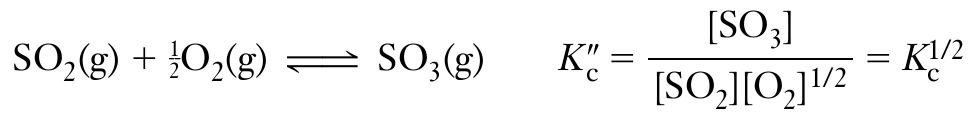 SO₂(g) + ½O₂(g) ⇌ SO₃(g) K″c = [SO₃] / [SO₂][O₂]^1/2 = Kc^1/2